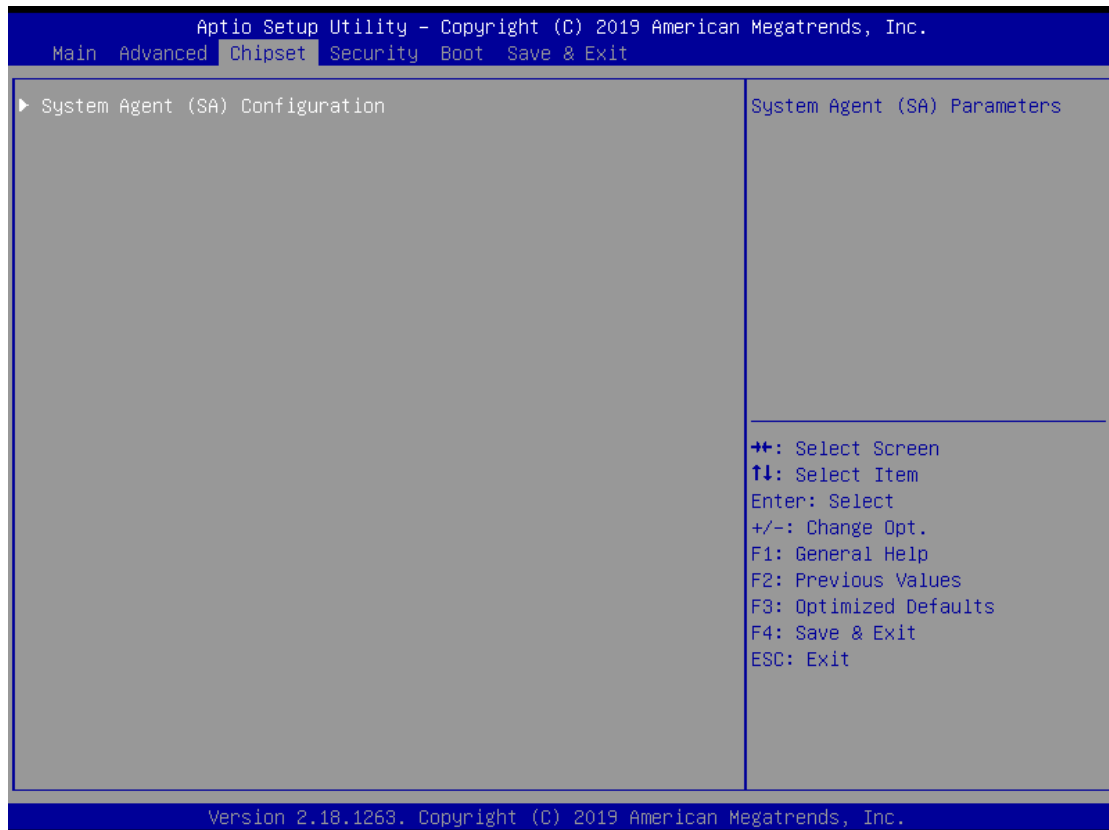 Aptio Setup Utility – Copyright (C) 2019 American Megatrends, Inc.
Main Advanced Chipset Security Boot Save & Exit
▶ System Agent (SA) Configuration
System Agent (SA) Parameters
→←: Select Screen
↑↓: Select Item
Enter: Select
+/-: Change Opt.
F1: General Help
F2: Previous Values
F3: Optimized Defaults
F4: Save & Exit
ESC: Exit
Version 2.18.1263. Copyright (C) 2019 American Megatrends, Inc.